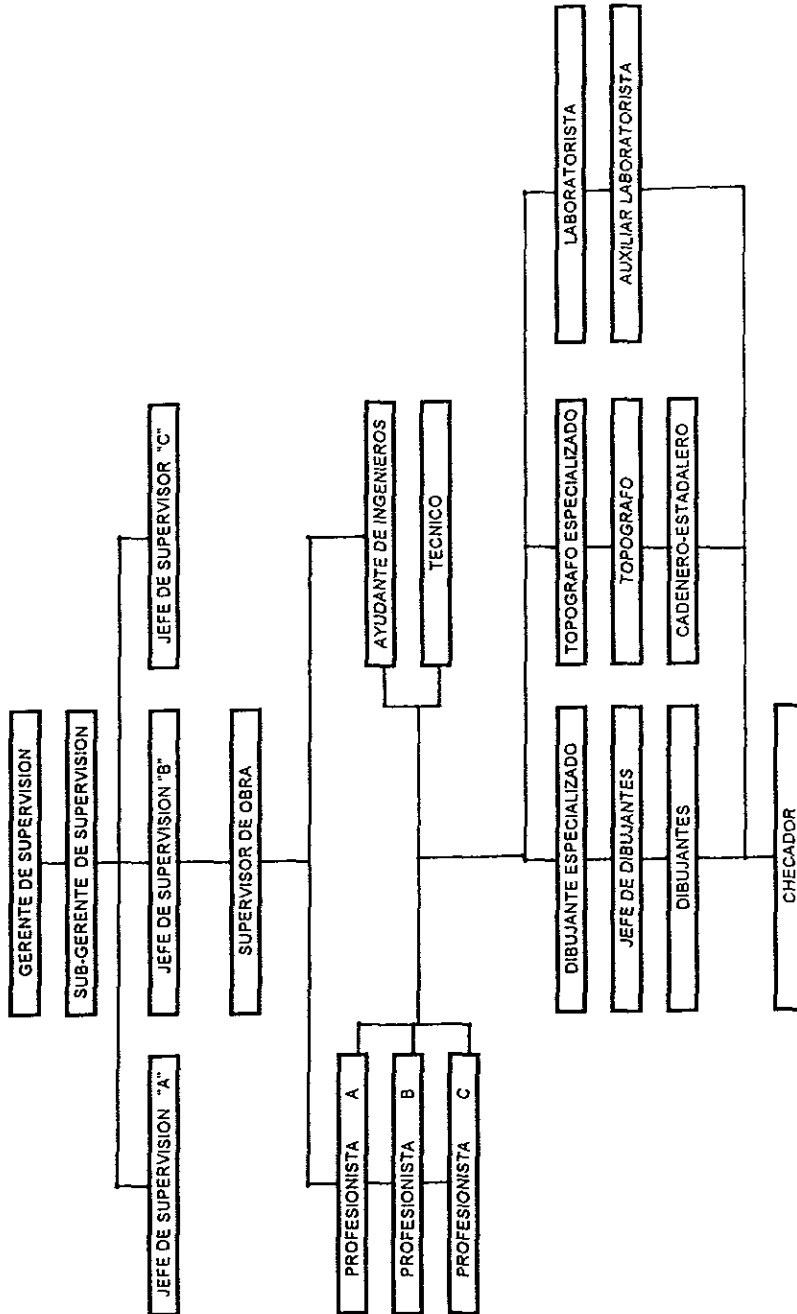 GERENTE DE SUPERVISION
SUB-GERENTE DE SUPERVISION
JEFE DE SUPERVISION "A"
JEFE DE SUPERVISION "B"
JEFE DE SUPERVISOR "C"
SUPERVISOR DE OBRA
PROFESIONISTA A
PROFESIONISTA B
PROFESIONISTA C
AYUDANTE DE INGENIEROS
TECNICO
DIBUJANTE ESPECIALIZADO
JEFE DE DIBUJANTES
DIBUJANTES
TOPOGRAFO ESPECIALIZADO
TOPOGRAFO
CADENERO-ESTADALERO
LABORATORISTA
AUXILIAR LABORATORISTA
CHECADOR